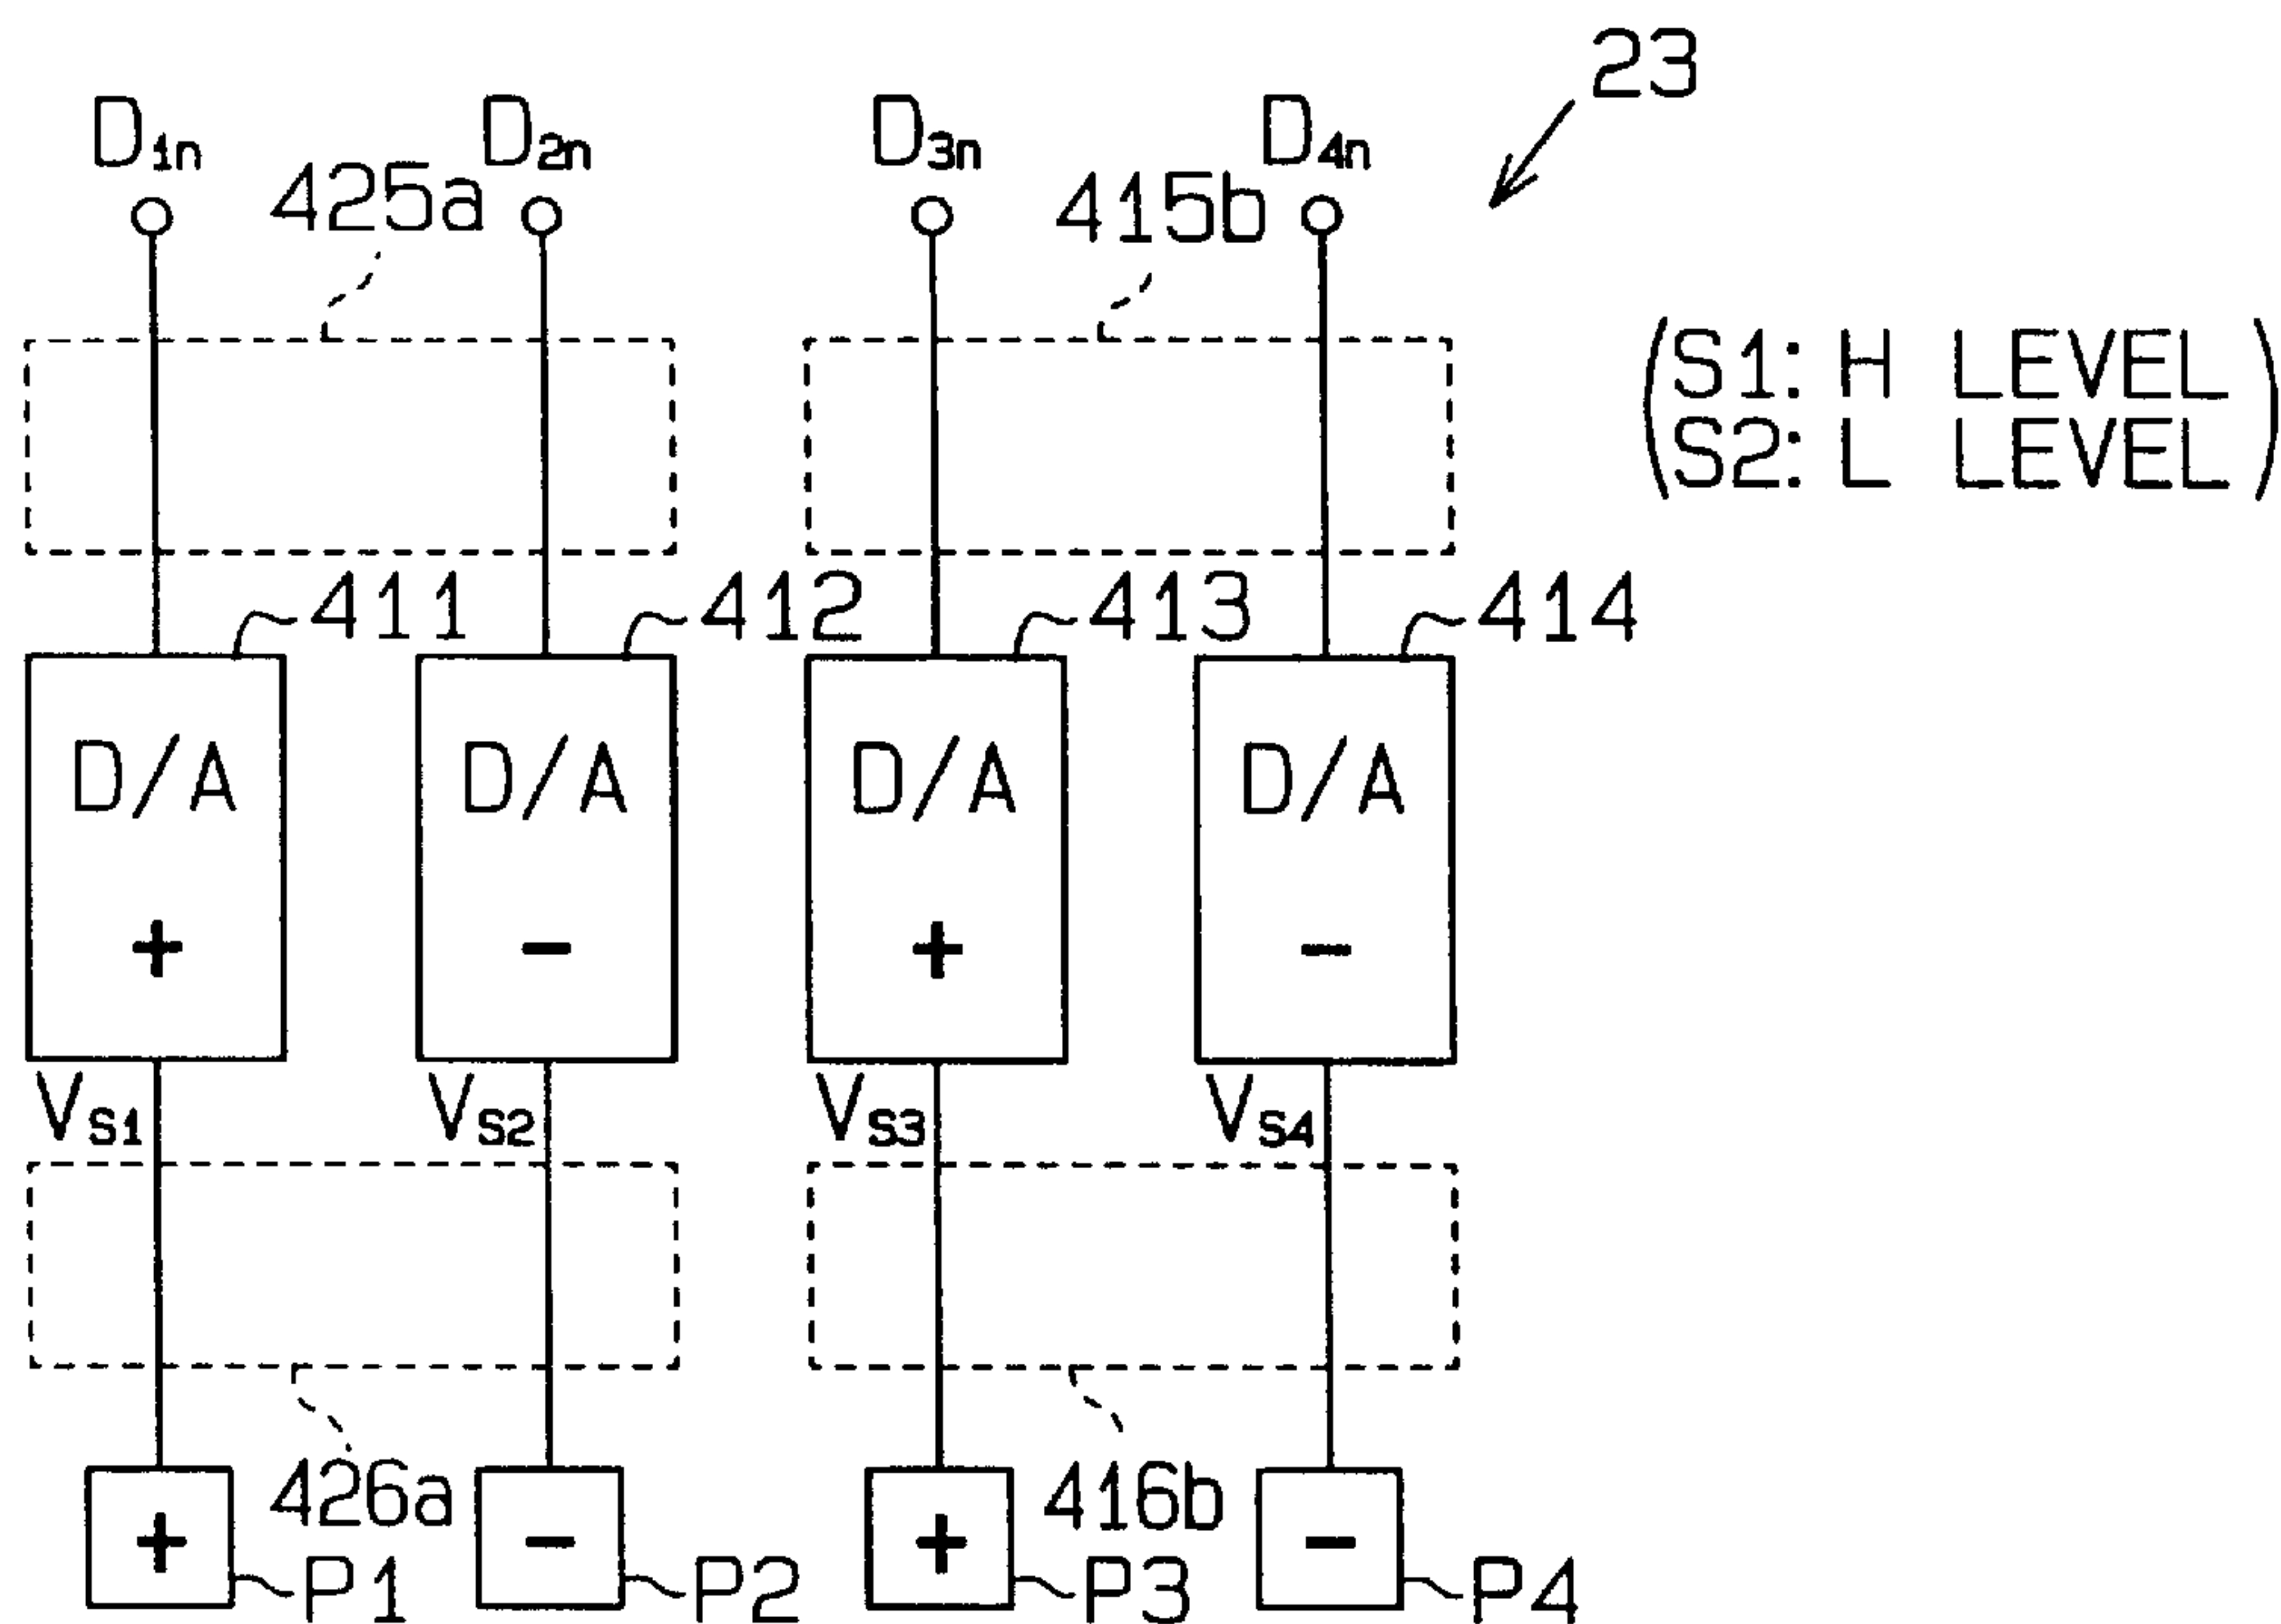 23
D1n D2n D3n D4n
425a 415b
(S1: H LEVEL
S2: L LEVEL)
411 412 413 414
D/A D/A D/A D/A
+ - + -
VS1 VS2 VS3 VS4
+ - + -
426a 416b
P1 P2 P3 P4